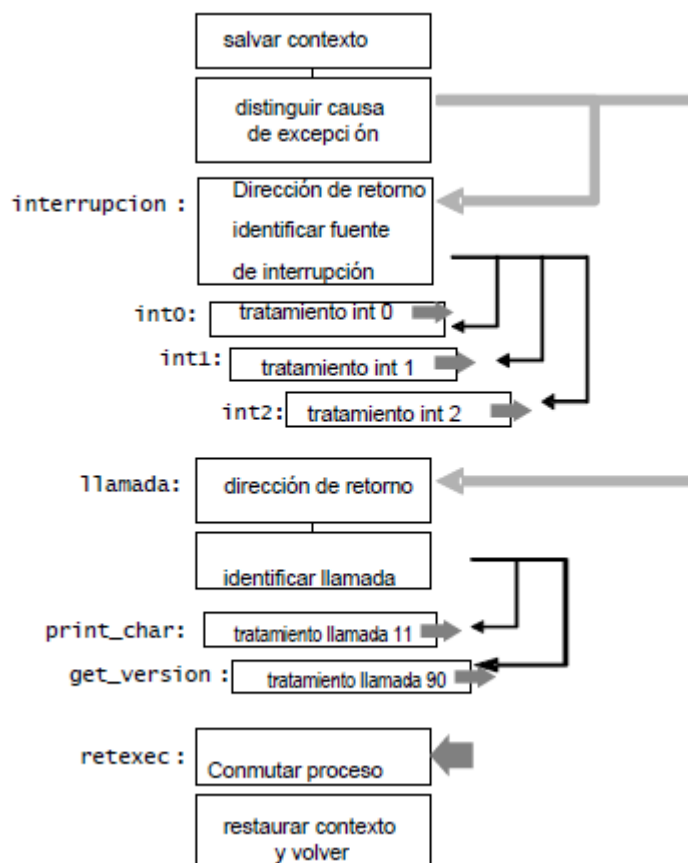 salvar contexto
distinguir causa
de excepci ón
interrupcion :
Dirección de retorno
identificar fuente
de interrupción
int0:
tratamiento int 0
int1:
tratamiento int 1
int2:
tratamiento int 2
llamada:
dirección de retorno
identificar llamada
print_char:
tratamiento llamada 11
get_version :
tratamiento llamada 90
retexec :
Conmutar proceso
restaurar contexto
y volver